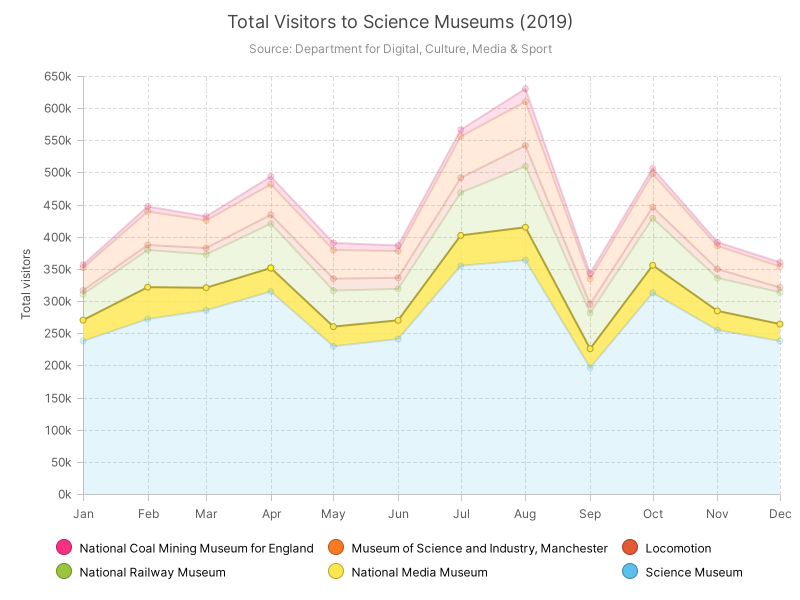 Total Visitors to Science Museums (2019)
Source: Department for Digital, Culture, Media & Sport
Total visitors
650k
600k
550k
500k
450k
400k
350k
300k
250k
200k
150k
100k
50k
0k
Jan Feb Mar Apr May Jun Jul Aug Sep Oct Nov Dec
National Coal Mining Museum for England Museum of Science and Industry, Manchester Locomotion
National Railway Museum National Media Museum Science Museum